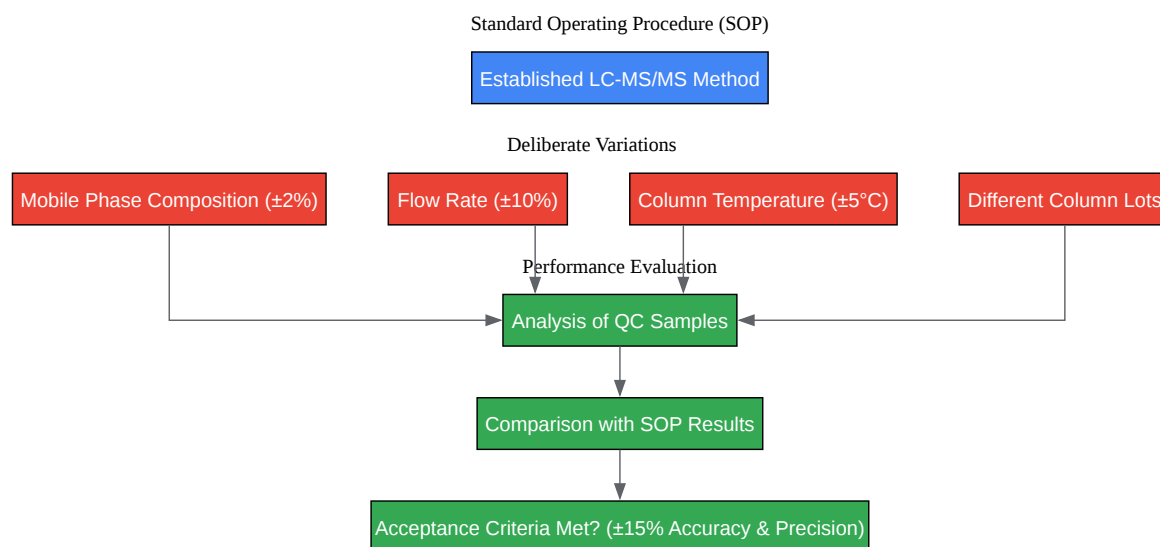 Standard Operating Procedure (SOP)
Established LC-MS/MS Method
Deliberate Variations
Mobile Phase Composition (±2%)
Flow Rate (±10%)
Column Temperature (±5°C)
Different Column Lots
Performance Evaluation
Analysis of QC Samples
Comparison with SOP Results
Acceptance Criteria Met? (±15% Accuracy & Precision)